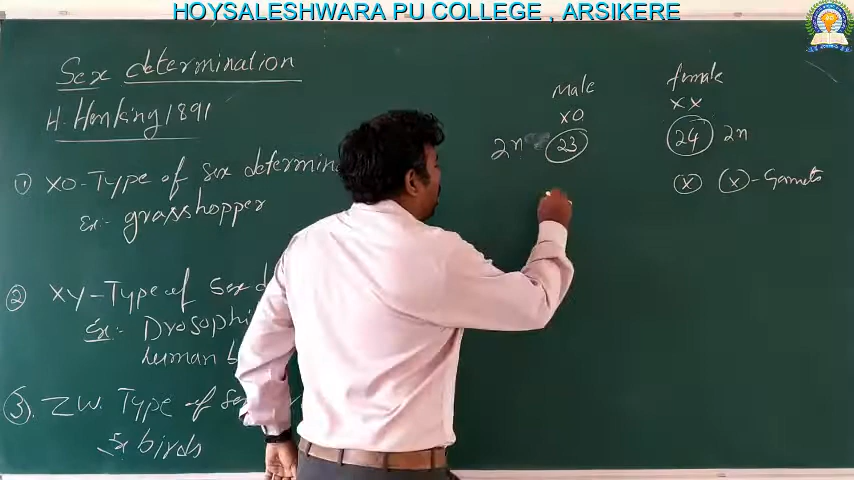 HOYSALESHWARA PU COLLEGE , ARSIKERE
Sex determination
H. Henking 1891
① XO-Type of sex determin
Ex:- grasshopper
② XY-Type of Sex d
Ex:- Drosophi
human b
③. ZW. Type of Se
Ex birds
Male
XO
2n 23
female
XX
24 2n
X X - Gamets